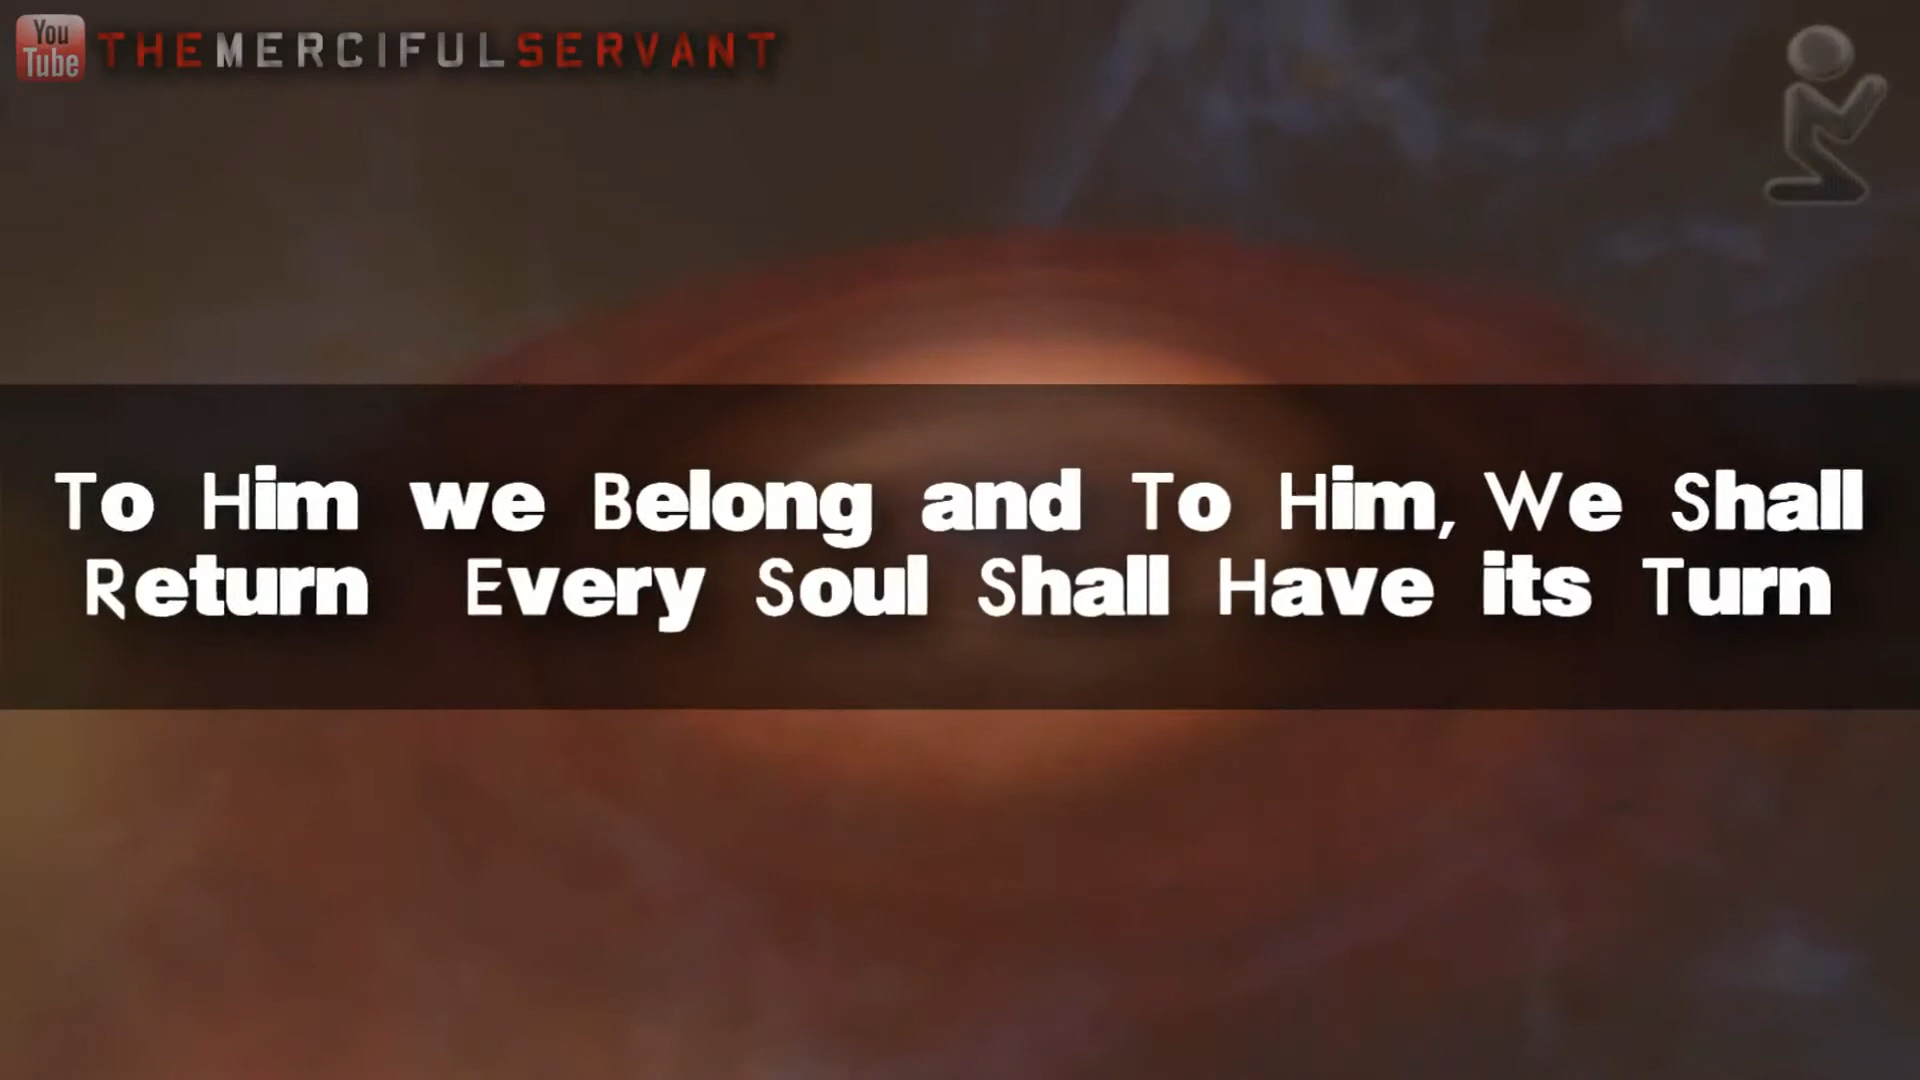 You Tube THEMERCIFULSERVANT
To Him we Belong and To Him, We Shall
Return Every Soul Shall Have its Turn